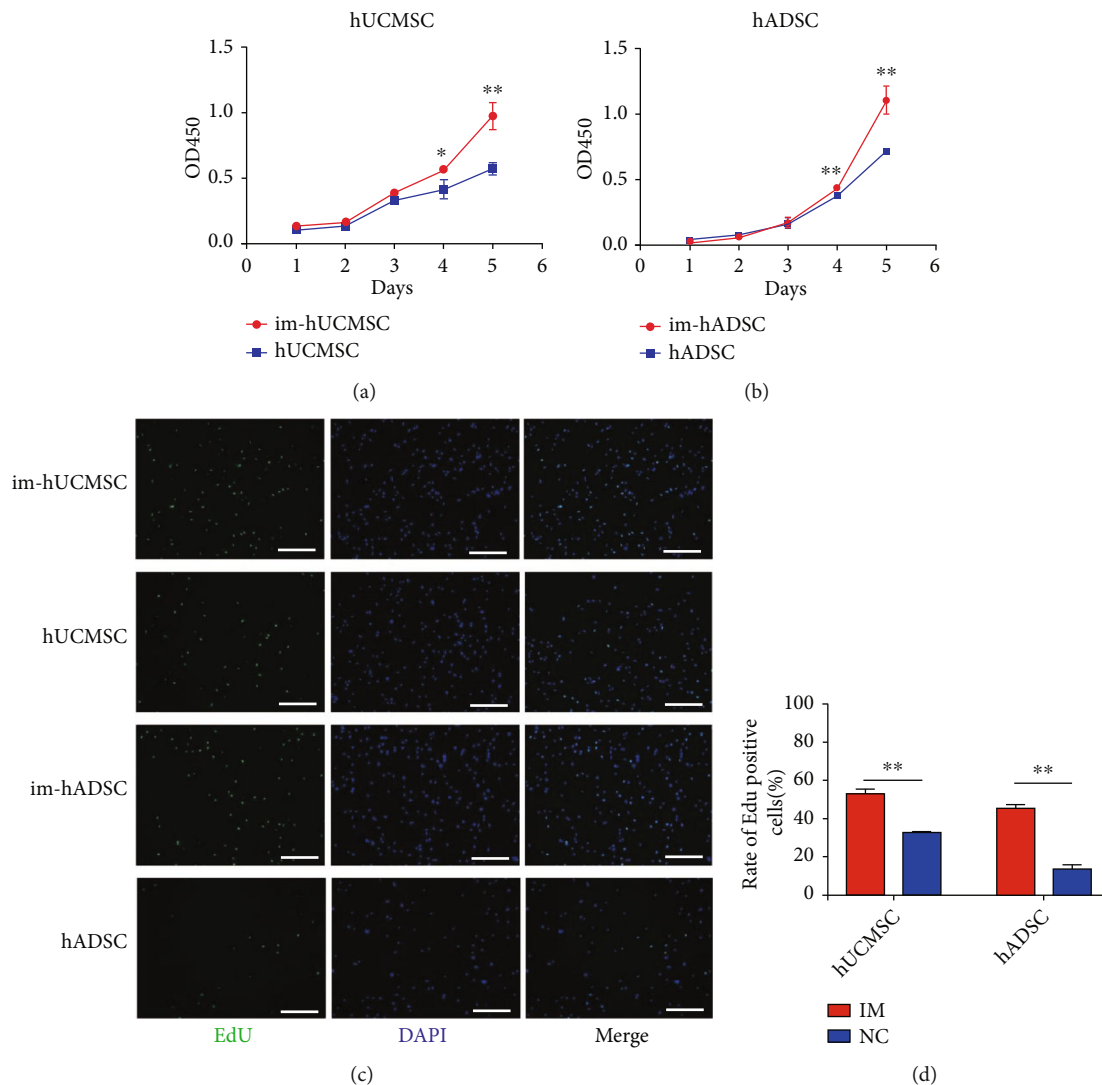 hUCMSC
1.5
1.0
0.5
0.0
OD450
*
**
0 1 2 3 4 5 6
Days
im-hUCMSC
hUCMSC
(a)
hADSC
1.5
1.0
0.5
0.0
OD450
**
**
0 1 2 3 4 5 6
Days
im-hADSC
hADSC
(b)
im-hUCMSC
hUCMSC
im-hADSC
hADSC
EdU DAPI Merge
(c)
100
80
60
40
20
0
Rate of Edu positive
cells(%)
** **
hUCMSC hADSC
IM
NC
(d)